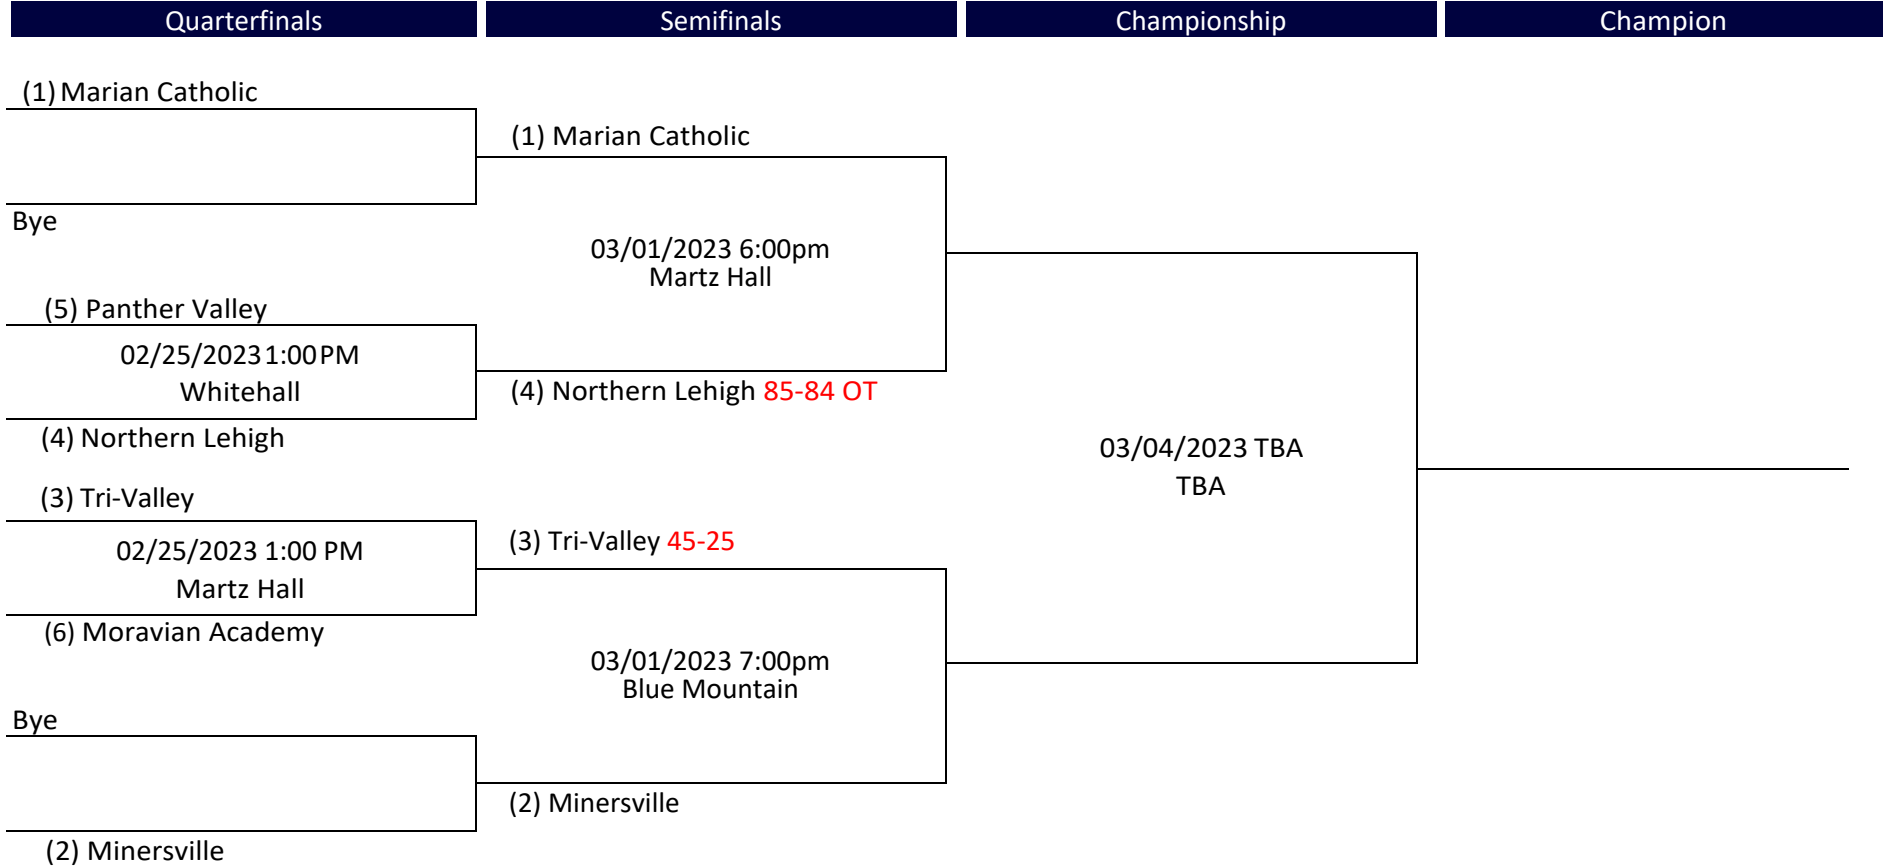 Quarterfinals
Semifinals
Championship
Champion
(1) Marian Catholic
Bye
(5) Panther Valley
02/25/2023 1:00 PM
Whitehall
(4) Northern Lehigh
(3) Tri-Valley
02/25/2023 1:00 PM
Martz Hall
(6) Moravian Academy
Bye
(2) Minersville
(1) Marian Catholic
03/01/2023 6:00pm
Martz Hall
(4) Northern Lehigh 85-84 OT
(3) Tri-Valley 45-25
03/01/2023 7:00pm
Blue Mountain
(2) Minersville
03/04/2023 TBA
TBA